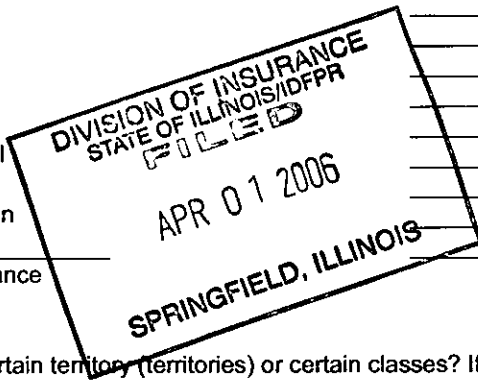 DIVISION OF INSURANCE
STATE OF ILLINOIS/IDFPR
FILED
APR 01 2006
SPRINGFIELD, ILLINOIS
n
ance
rtain territory (territories) or certain classes? If